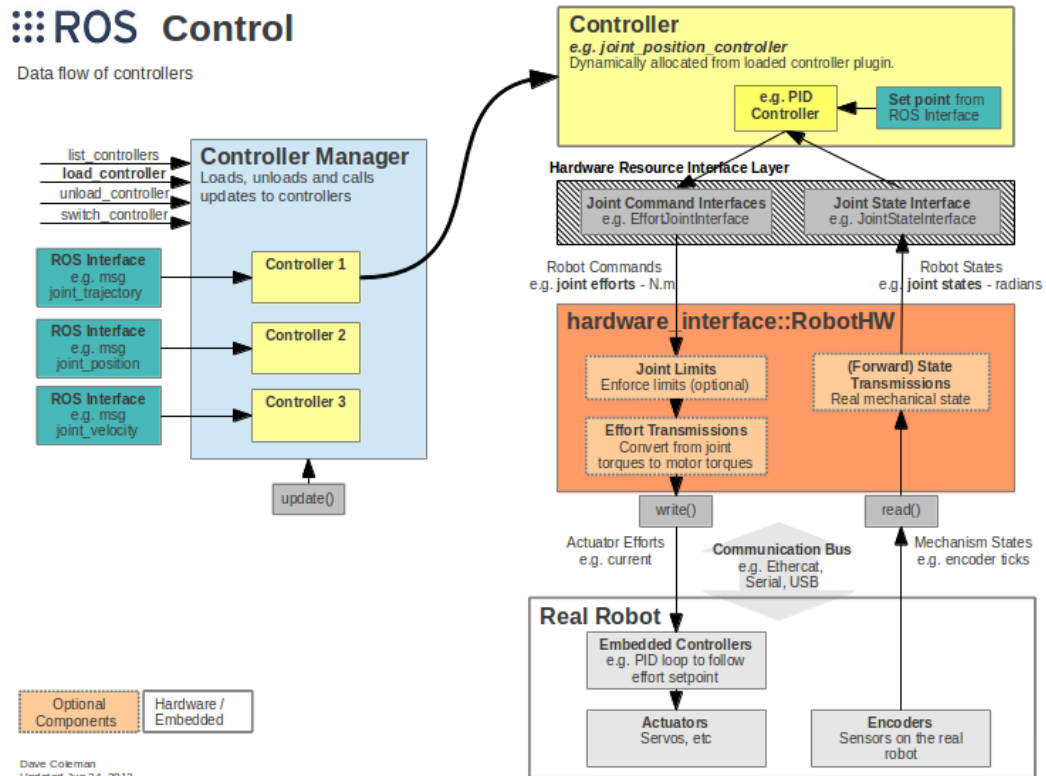 ROS Control
Data flow of controllers
list_controllers
load_controller
unload_controller
switch_controller
Controller Manager
Loads, unloads and calls
updates to controllers
ROS Interface
e.g. msg
joint_trajectory
Controller 1
ROS Interface
e.g. msg
joint_position
Controller 2
ROS Interface
e.g. msg
joint_velocity
Controller 3
update()
Controller
e.g. joint_position_controller
Dynamically allocated from loaded controller plugin.
e.g. PID
Controller
Set point from
ROS Interface
Hardware Resource Interface Layer
Joint Command Interfaces
e.g. EffortJointInterface
Joint State Interface
e.g. JointStateInterface
Robot Commands
e.g. joint efforts - N.m
Robot States
e.g. joint states - radians
hardware_interface::RobotHW
Joint Limits
Enforce limits (optional)
Effort Transmissions
Convert from joint
torques to motor torques
(Forward) State
Transmissions
Real mechanical state
write()
read()
Actuator Efforts
e.g. current
Communication Bus
e.g. Ethercat,
Serial, USB
Mechanism States
e.g. encoder ticks
Real Robot
Embedded Controllers
e.g. PID loop to follow
effort setpoint
Actuators
Servos, etc
Encoders
Sensors on the real
robot
Optional
Components
Hardware /
Embedded
Dave Coleman
Updated Jun 24, 2013